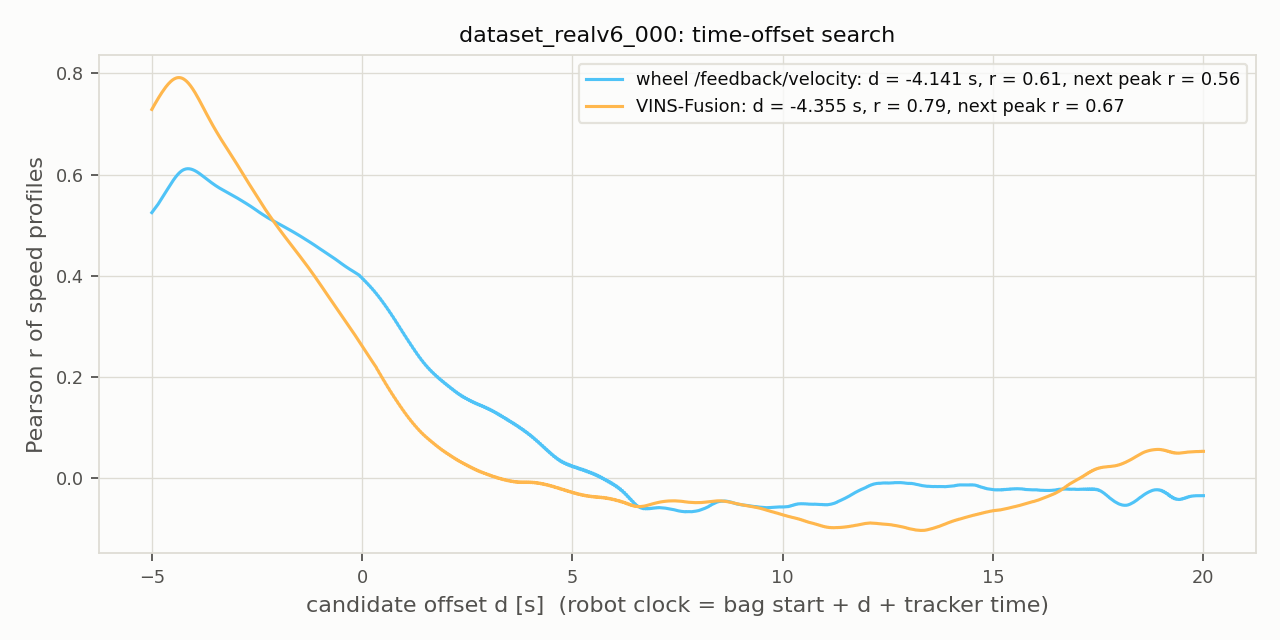 dataset_realv6_000: time-offset search
wheel /feedback/velocity: d = -4.141 s, r = 0.61, next peak r = 0.56
VINS-Fusion: d = -4.355 s, r = 0.79, next peak r = 0.67
Pearson r of speed profiles
0.8
0.6
0.4
0.2
0.0
−5 0 5 10 15 20
candidate offset d [s]  (robot clock = bag start + d + tracker time)